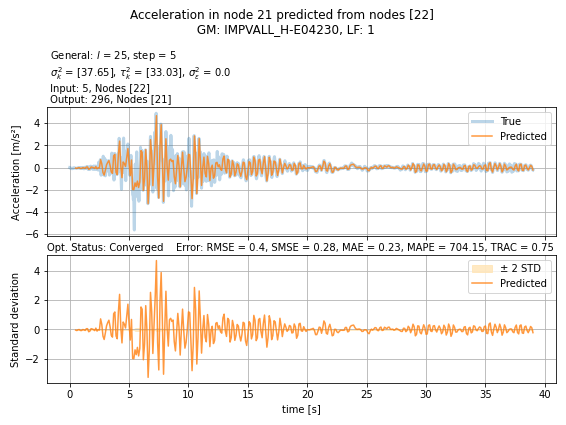 Acceleration in node 21 predicted from nodes [22]
GM: IMPVALL_H-E04230, LF: 1
General: l = 25, step = 5
σ²ₖ = [37.65], τ²ₖ = [33.03], σ²ε = 0.0
Input: 5, Nodes [22]
Output: 296, Nodes [21]
4
2
0
−2
−4
−6
Acceleration [m/s²]
True
Predicted
Opt. Status: Converged    Error: RMSE = 0.4, SMSE = 0.28, MAE = 0.23, MAPE = 704.15, TRAC = 0.75
4
2
0
−2
Standard deviation
± 2 STD
Predicted
0 5 10 15 20 25 30 35 40
time [s]